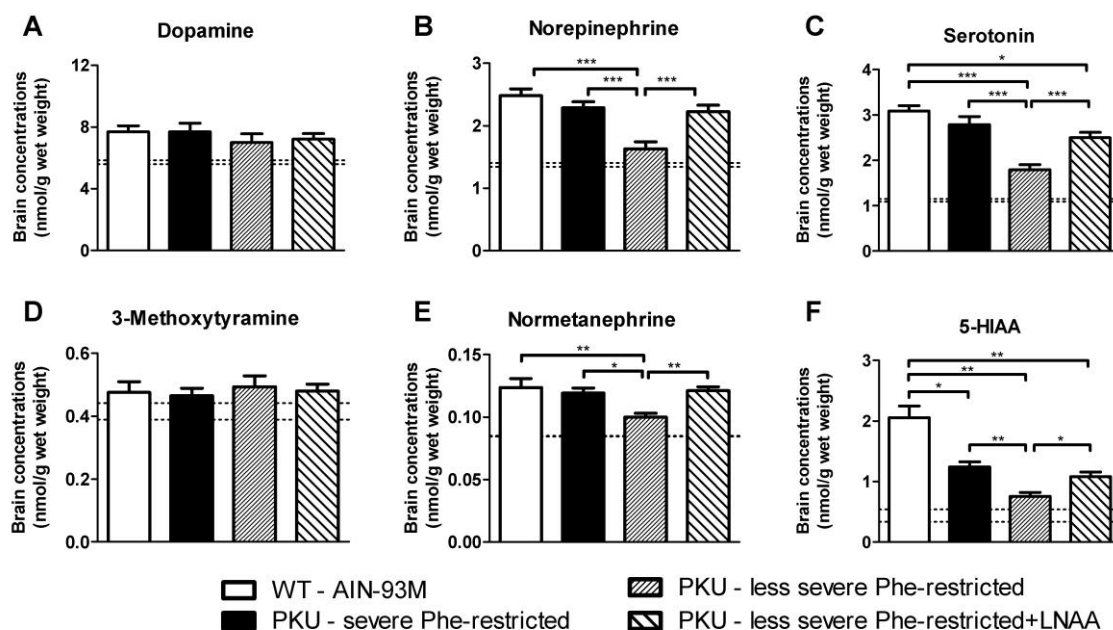 A
Dopamine
Brain concentrations
(nmol/g wet weight)
12
8
4
0
B
Norepinephrine
Brain concentrations
(nmol/g wet weight)
3
2
1
0
***
***
***
C
Serotonin
Brain concentrations
(nmol/g wet weight)
4
3
2
1
0
*
***
***
***
D
3-Methoxytyramine
Brain concentrations
(nmol/g wet weight)
0.6
0.4
0.2
0.0
E
Normetanephrine
Brain concentrations
(nmol/g wet weight)
0.15
0.10
0.05
0.00
**
*
**
F
5-HIAA
Brain concentrations
(nmol/g wet weight)
3
2
1
0
**
**
*
**
*
WT - AIN-93M
PKU - severe Phe-restricted
PKU - less severe Phe-restricted
PKU - less severe Phe-restricted+LNAA